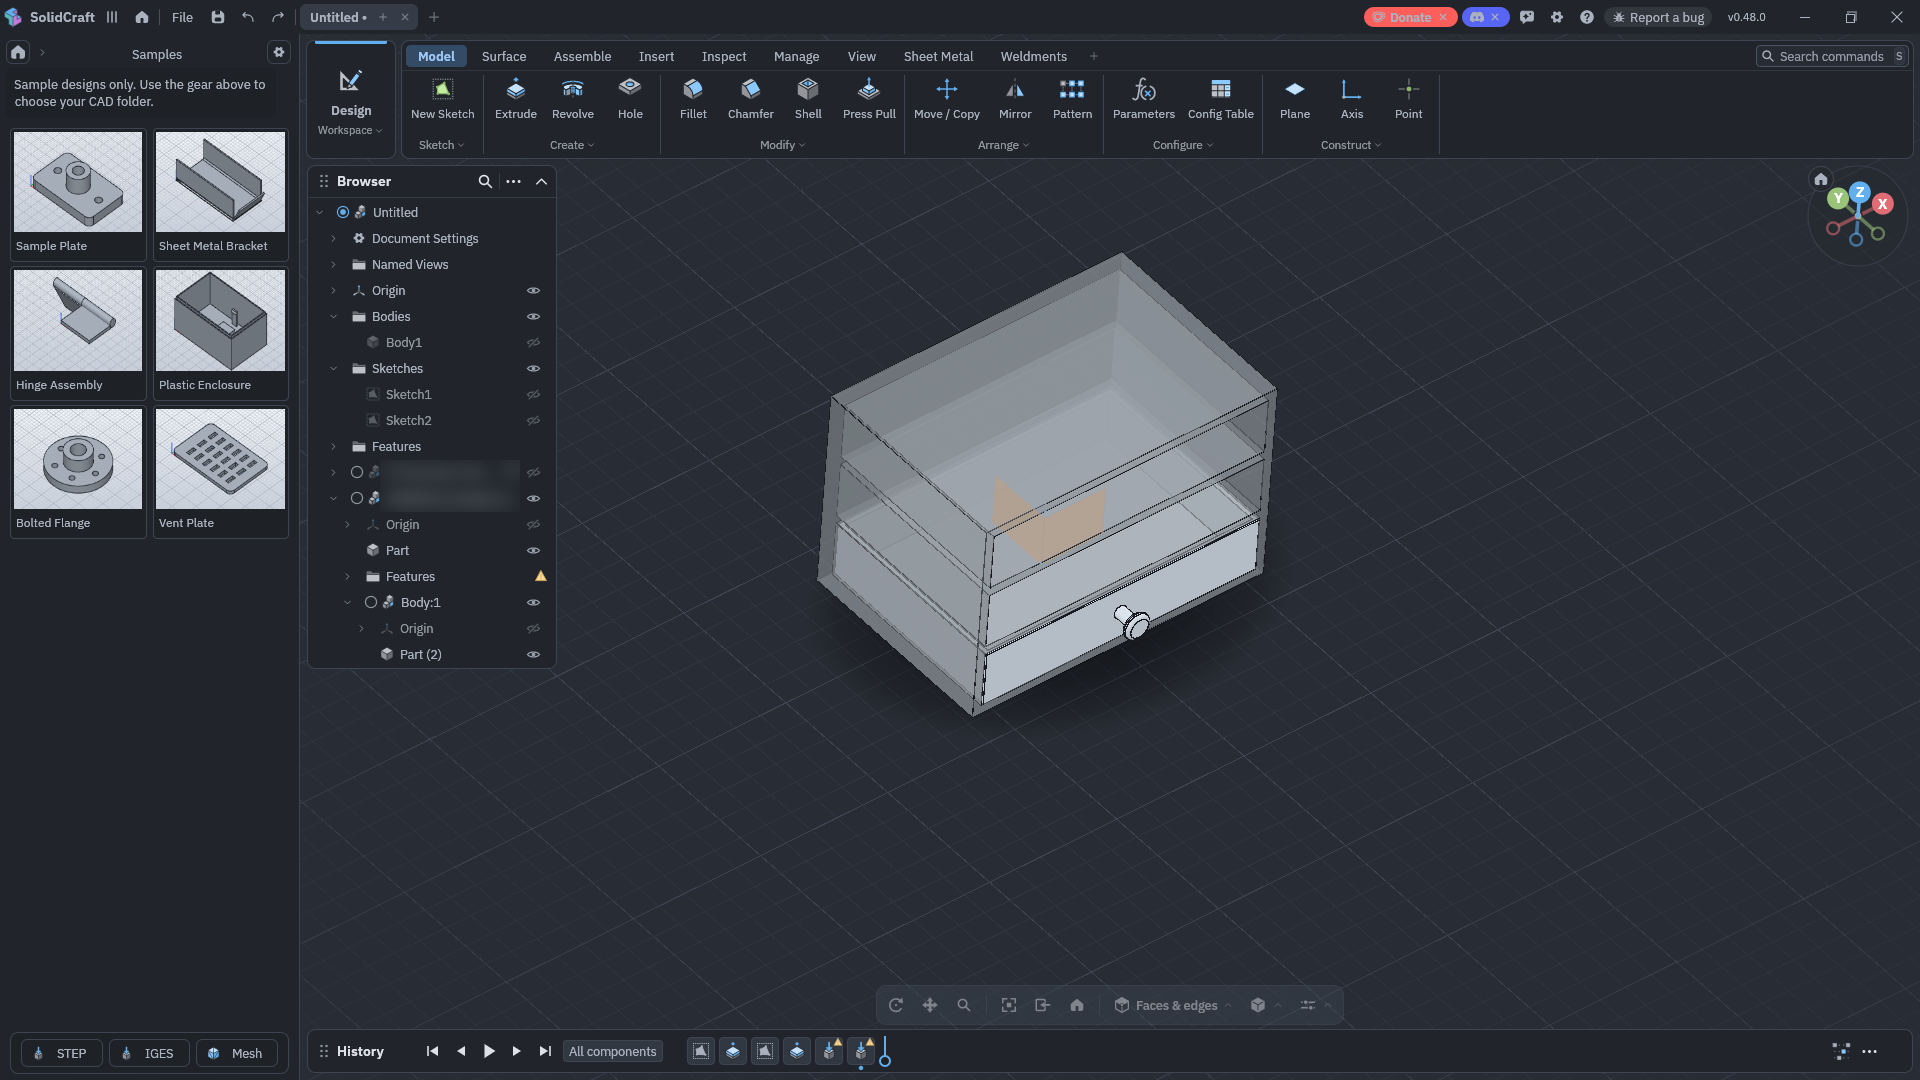 SolidCraft
File
Untitled •
Donate
Report a bug
v0.48.0
Samples
Sample designs only. Use the gear above to
choose your CAD folder.
Sample Plate
Sheet Metal Bracket
Hinge Assembly
Plastic Enclosure
Bolted Flange
Vent Plate
STEP
IGES
Mesh
Design
Workspace
Model
Surface
Assemble
Insert
Inspect
Manage
View
Sheet Metal
Weldments
Search commands
S
New Sketch
Extrude
Revolve
Hole
Fillet
Chamfer
Shell
Press Pull
Move / Copy
Mirror
Pattern
Parameters
Config Table
Plane
Axis
Point
Sketch
Create
Modify
Arrange
Configure
Construct
Browser
Untitled
Document Settings
Named Views
Origin
Bodies
Body1
Sketches
Sketch1
Sketch2
Features
Origin
Part
Features
Body:1
Origin
Part (2)
Y
Z
X
Faces & edges
History
All components